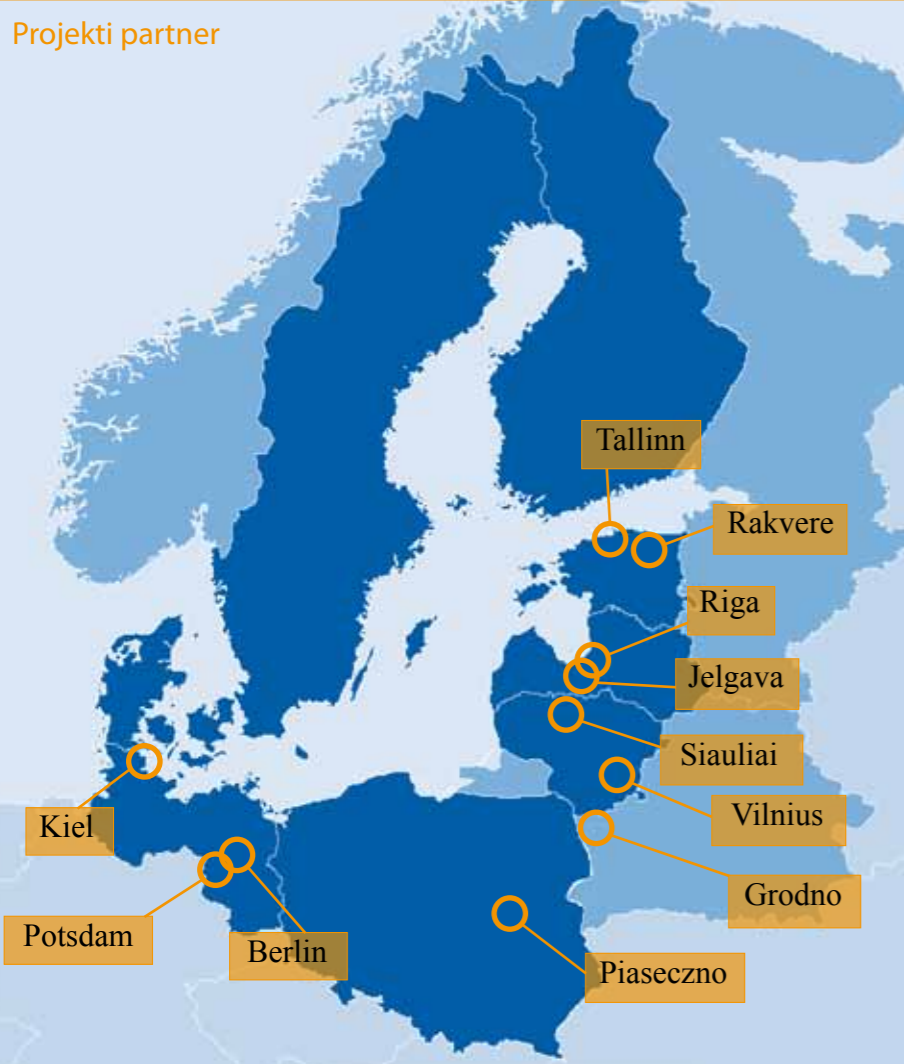 Projekti partner
Tallinn
Rakvere
Riga
Jelgava
Siauliai
Vilnius
Kiel
Grodno
Potsdam
Berlin
Piaseczno